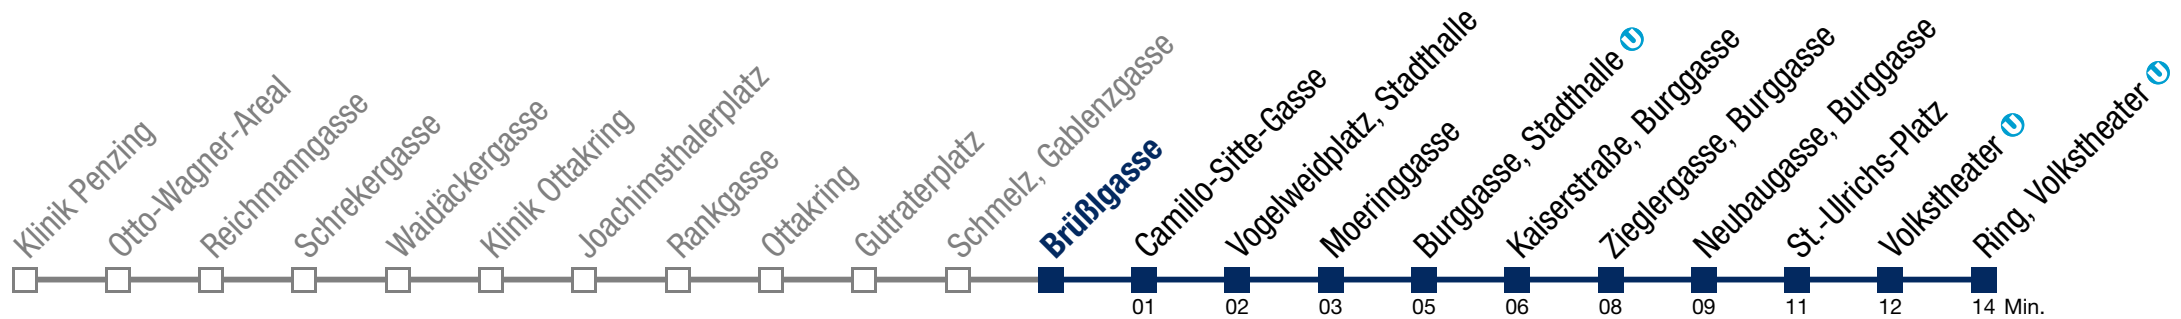 Klinik Penzing
Otto-Wagner-Areal
Reichmanngasse
Schrekergasse
Waidäckergasse
Klinik Ottakring
Joachimsthalerplatz
Rankgasse
Ottakring
Gutraterplatz
Schmelz, Gablenzgasse
Brüßlgasse
Camillo-Sitte-Gasse
Vogelweidplatz, Stadthalle
Moeringgasse
Burggasse, Stadthalle U
Kaiserstraße, Burggasse
Zieglergasse, Burggasse
Neubaugasse, Burggasse
St.-Ulrichs-Platz
Volkstheater U
Ring, Volkstheater U
01 02 03 05 06 08 09 11 12 14 Min.